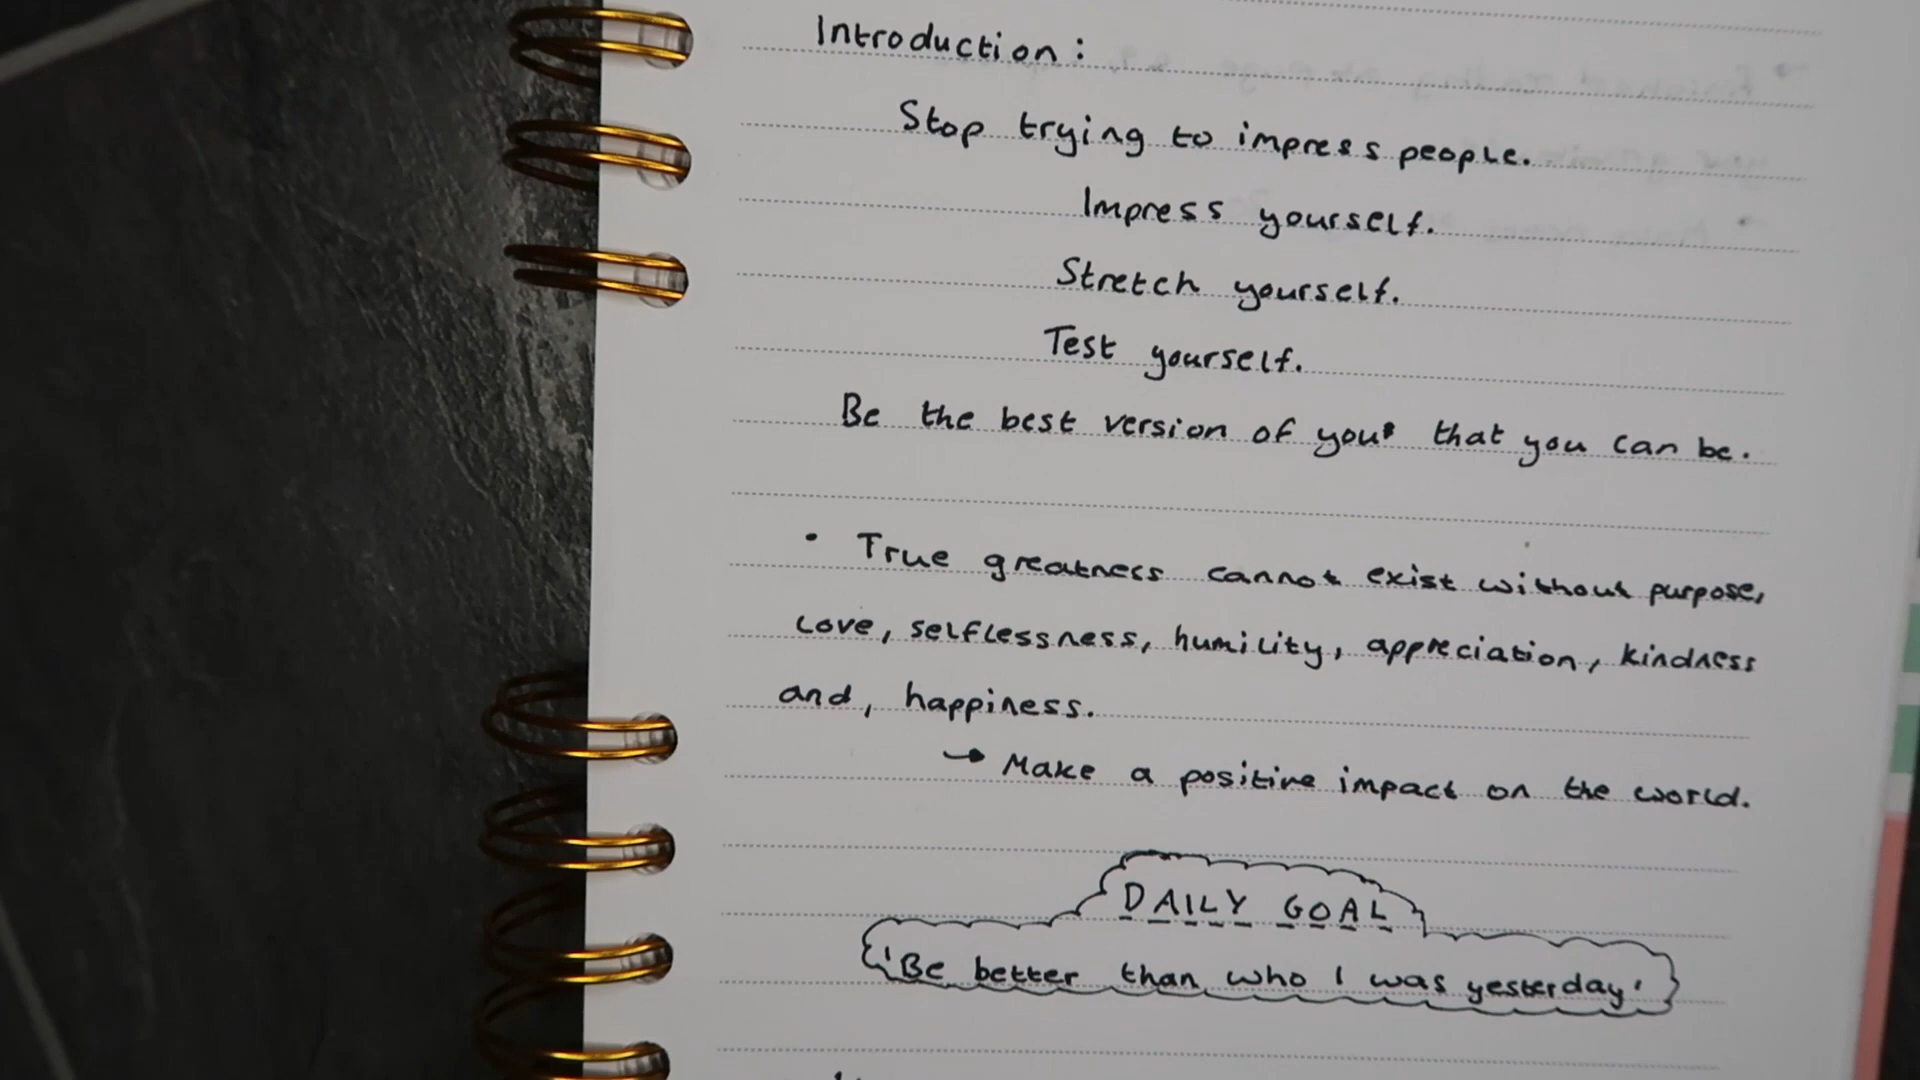 Introduction:
Stop trying to impress people.
Impress yourself.
Stretch yourself.
Test yourself.
Be the best version of you that you can be.
• True greatness cannot exist without purpose,
love, selflessness, humility, appreciation, kindness
and, happiness.
→ Make a positive impact on the world.
DAILY GOAL
'Be better than who I was yesterday'